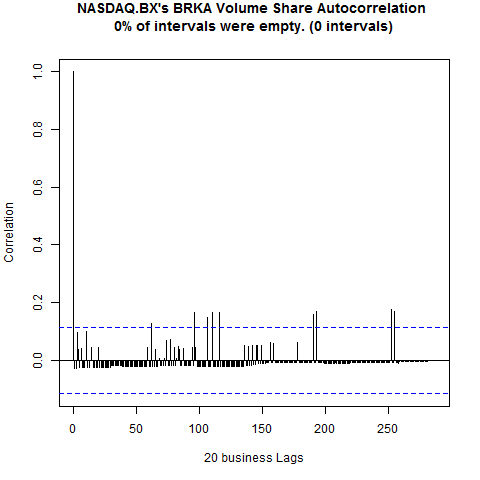 NASDAQ.BX's BRKA Volume Share Autocorrelation
0% of intervals were empty. (0 intervals)
Correlation
1.0
0.8
0.6
0.4
0.2
0.0
0 50 100 150 200 250
20 business Lags